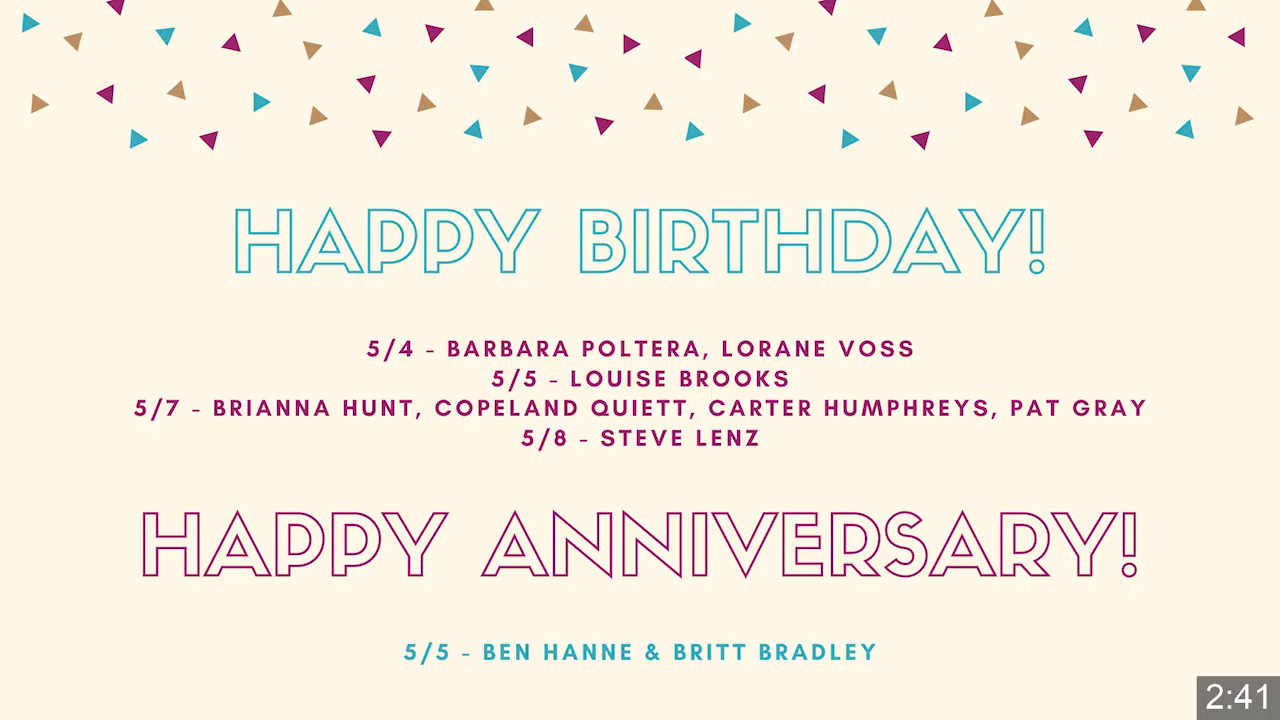 HAPPY BIRTHDAY!
5/4 - BARBARA POLTERA, LORANE VOSS
5/5 - LOUISE BROOKS
5/7 - BRIANNA HUNT, COPELAND QUIETT, CARTER HUMPHREYS, PAT GRAY
5/8 - STEVE LENZ
HAPPY ANNIVERSARY!
5/5 - BEN HANNE & BRITT BRADLEY
2:41